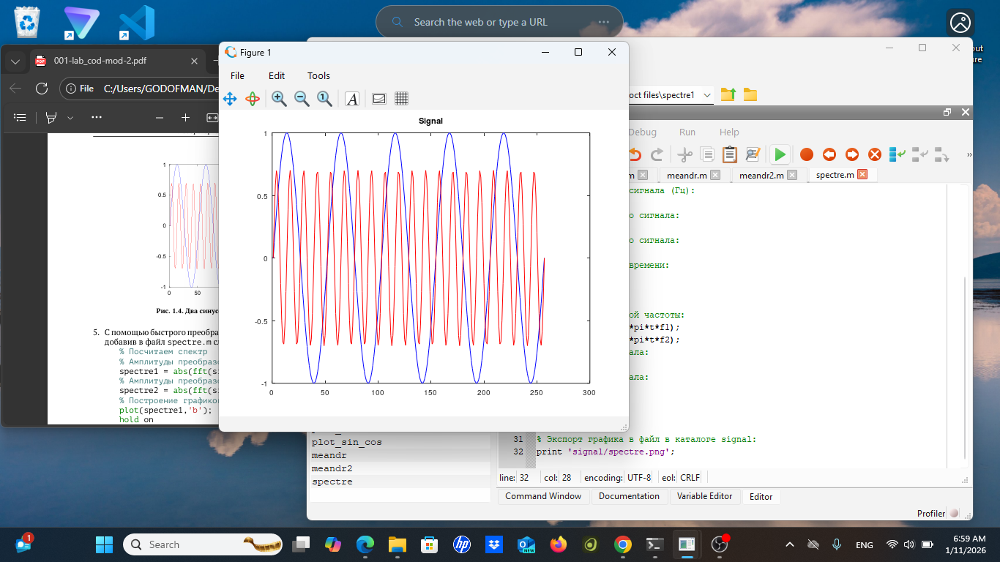 Search the web or type a URL
001-lab_cod-mod-2.pdf
File
C:/Users/GODOFMAN/De
1
0.5
0
-0.5
-1
0
50
Рис. 1.4. Два синус
5. С помощью быстрого преобра
добавив в файл spectre.m с
% Посчитаем спектр
% Амплитуды преобразо
spectre1 = abs(fft(si
% Амплитуды преобразо
spectre2 = abs(fft(si
% Построение графиков
plot(spectre1,'b');
hold on
Figure 1
File Edit Tools
Signal
1
0.5
0
-0.5
-1
0 50 100 150 200 250 300
oct files\spectre1
Debug Run Help
m meandr.m meandr2.m spectre.m
сигнала (Гц):
о сигнала:
о сигнала:
времени:
ой частоты:
*pi*t*f1);
*pi*t*f2);
ала:
ала:
31 % Экспорт графика в файл в каталоге signal:
32 print 'signal/spectre.png';
plot_sin_cos
meandr
meandr2
spectre
line: 32 col: 28 encoding: UTF-8 eol: CRLF
Command Window Documentation Variable Editor Editor
Profiler
1
Search
NEW
ENG
6:59 AM
1/11/2026